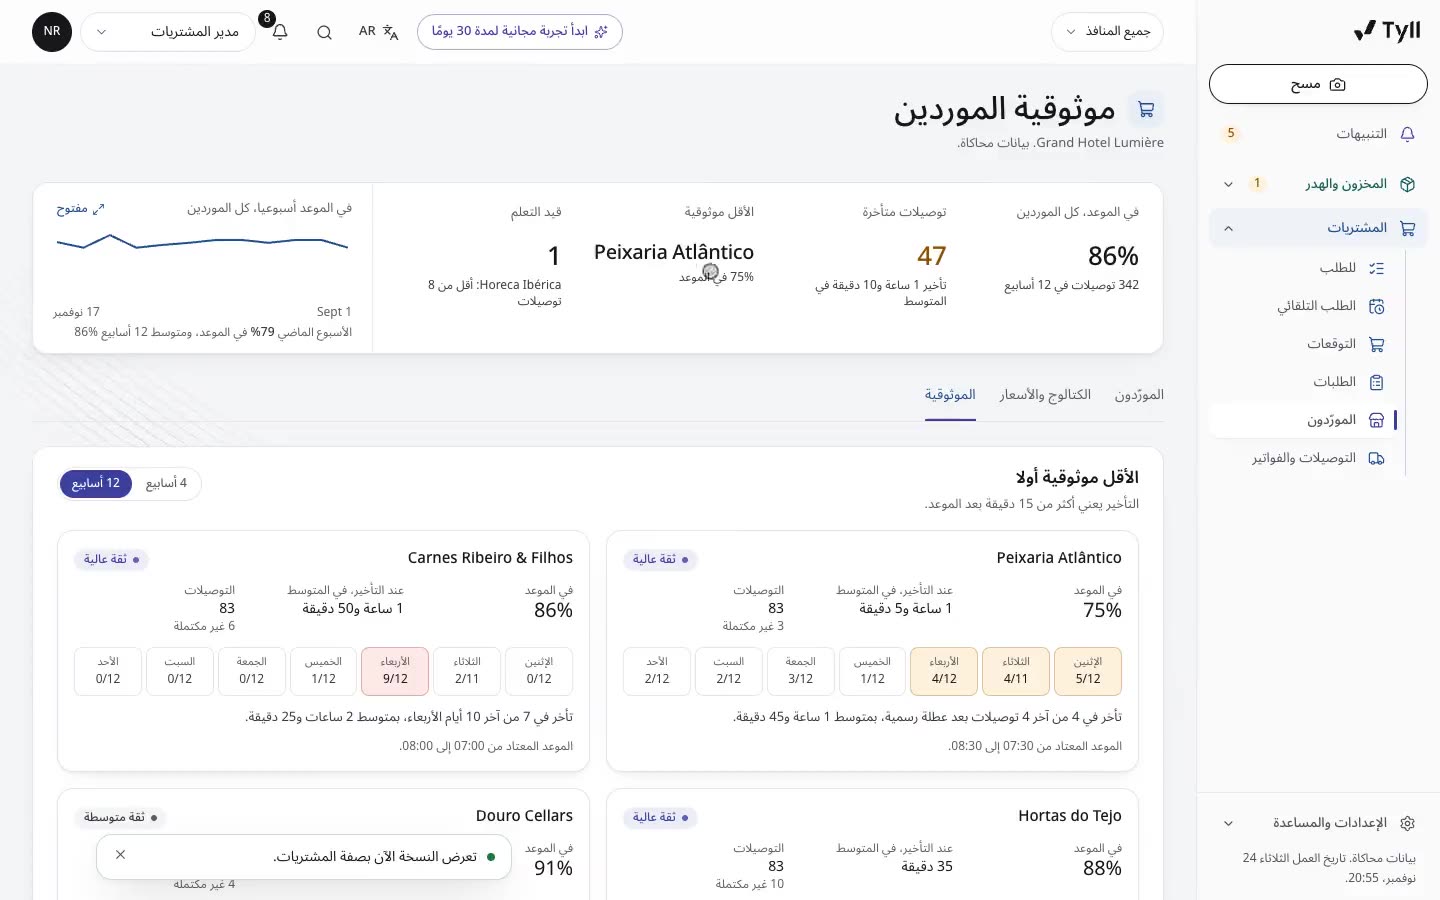 Tyll
مسح
التنبيهات 5
المخزون والهدر 1
المشتريات
للطلب
الطلب التلقائي
التوقعات
الطلبات
المورّدون
التوصيلات والفواتير
الإعدادات والمساعدة
بيانات محاكاة. تاريخ العمل الثلاثاء 24
نوفمبر، 20:55.
جميع المنافذ
ابدأ تجربة مجانية لمدة 30 يومًا
AR
8
مدير المشتريات
NR
موثوقية الموردين
Grand Hotel Lumière. بيانات محاكاة.
في الموعد، كل الموردين
86%
342 توصيلات في 12 أسابيع
توصيلات متأخرة
47
تأخير 1 ساعة و10 دقيقة في
المتوسط
الأقل موثوقية
Peixaria Atlântico
75% في الموعد
قيد التعلم
1
Horeca Ibérica: أقل من 8
توصيلات
في الموعد أسبوعيا، كل الموردين
مفتوح
Sept 1
17 نوفمبر
الأسبوع الماضي 79% في الموعد، ومتوسط 12 أسابيع 86%
المورّدون
الكتالوج والأسعار
الموثوقية
الأقل موثوقية أولا
التأخير يعني أكثر من 15 دقيقة بعد الموعد.
4 أسابيع
12 أسابيع
Peixaria Atlântico
ثقة عالية
في الموعد
75%
عند التأخير، في المتوسط
1 ساعة و5 دقيقة
التوصيلات
83
3 غير مكتملة
الإثنين 5/12
الثلاثاء 4/11
الأربعاء 4/12
الخميس 1/12
الجمعة 3/12
السبت 2/12
الأحد 2/12
تأخر في 4 من آخر 4 توصيلات بعد عطلة رسمية، بمتوسط 1 ساعة و45 دقيقة.
الموعد المعتاد من 07:30 إلى 08:30.
Carnes Ribeiro & Filhos
ثقة عالية
في الموعد
86%
عند التأخير، في المتوسط
1 ساعة و50 دقيقة
التوصيلات
83
6 غير مكتملة
الإثنين 0/12
الثلاثاء 2/11
الأربعاء 9/12
الخميس 1/12
الجمعة 0/12
السبت 0/12
الأحد 0/12
تأخر في 7 من آخر 10 أيام الأربعاء، بمتوسط 2 ساعات و25 دقيقة.
الموعد المعتاد من 07:00 إلى 08:00.
Hortas do Tejo
ثقة عالية
في الموعد
88%
عند التأخير، في المتوسط
35 دقيقة
التوصيلات
83
10 غير مكتملة
Douro Cellars
ثقة متوسطة
في الموعد
91%
4 غير مكتملة
تعرض النسخة الآن بصفة المشتريات.